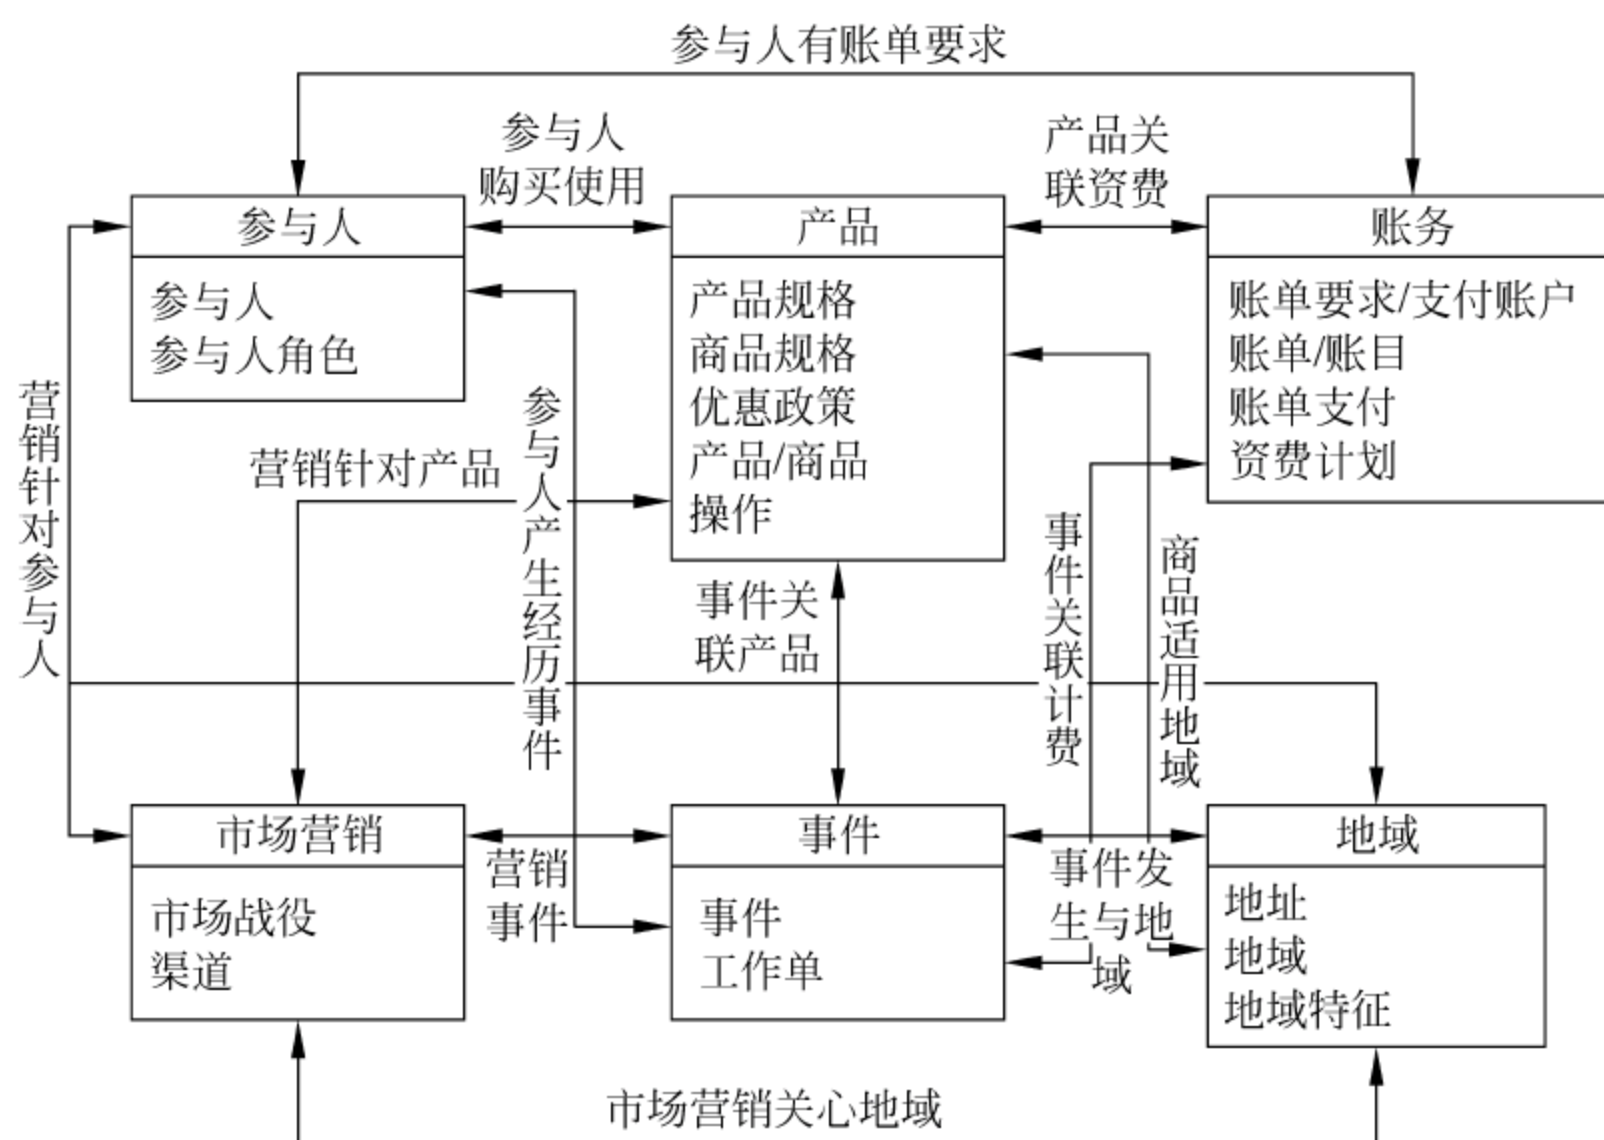 参与人有账单要求
参与人
购买使用
产品关
联资费
参与人
参与人
参与人角色
产品
产品规格
商品规格
优惠政策
产品/商品
操作
账务
账单要求/支付账户
账单/账目
账单支付
资费计划
营销针对参与人
营销针对产品
参与人产生经历事件
事件关
联产品
事件关联计费
商品适用地域
市场营销
市场战役
渠道
营销
事件
事件
事件
工作单
事件发
生与地
域
地域
地址
地域
地域特征
市场营销关心地域